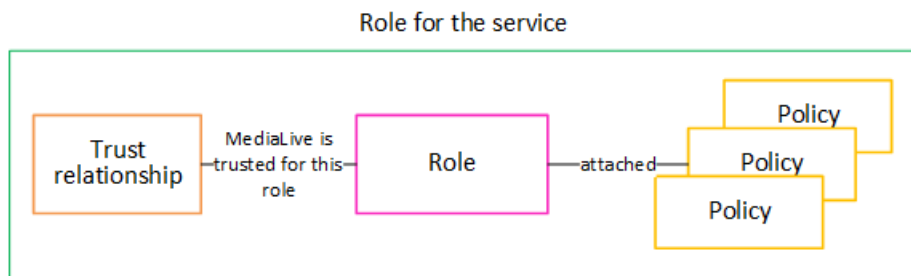 Role for the service
Trust
relationship
MediaLive is
trusted for this
role
Role
attached
Policy
Policy
Policy